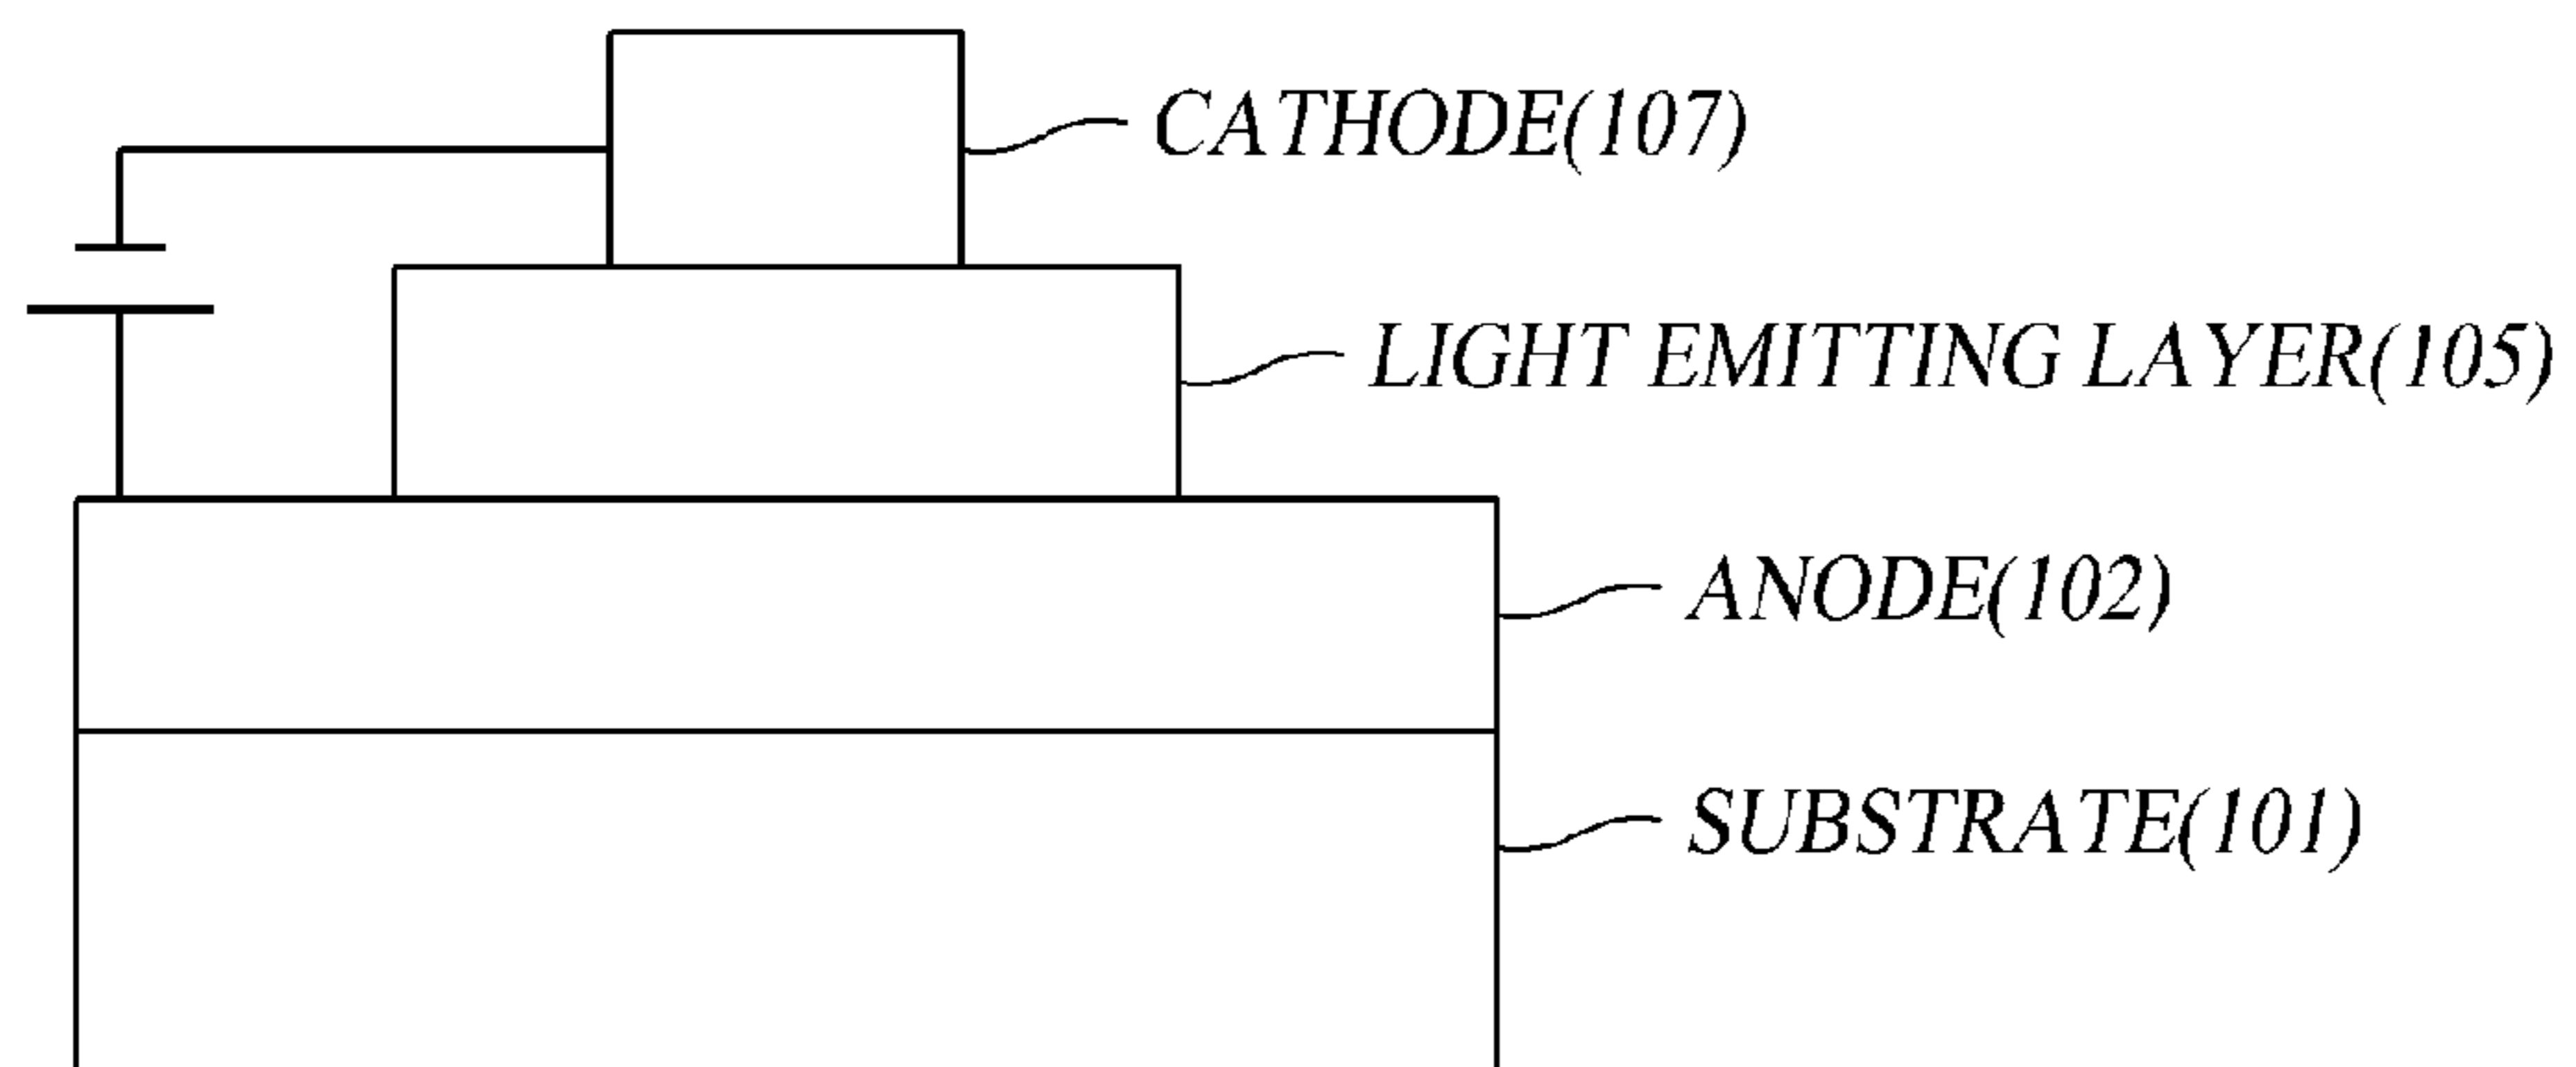 CATHODE(107)
LIGHT EMITTING LAYER(105)
ANODE(102)
SUBSTRATE(101)